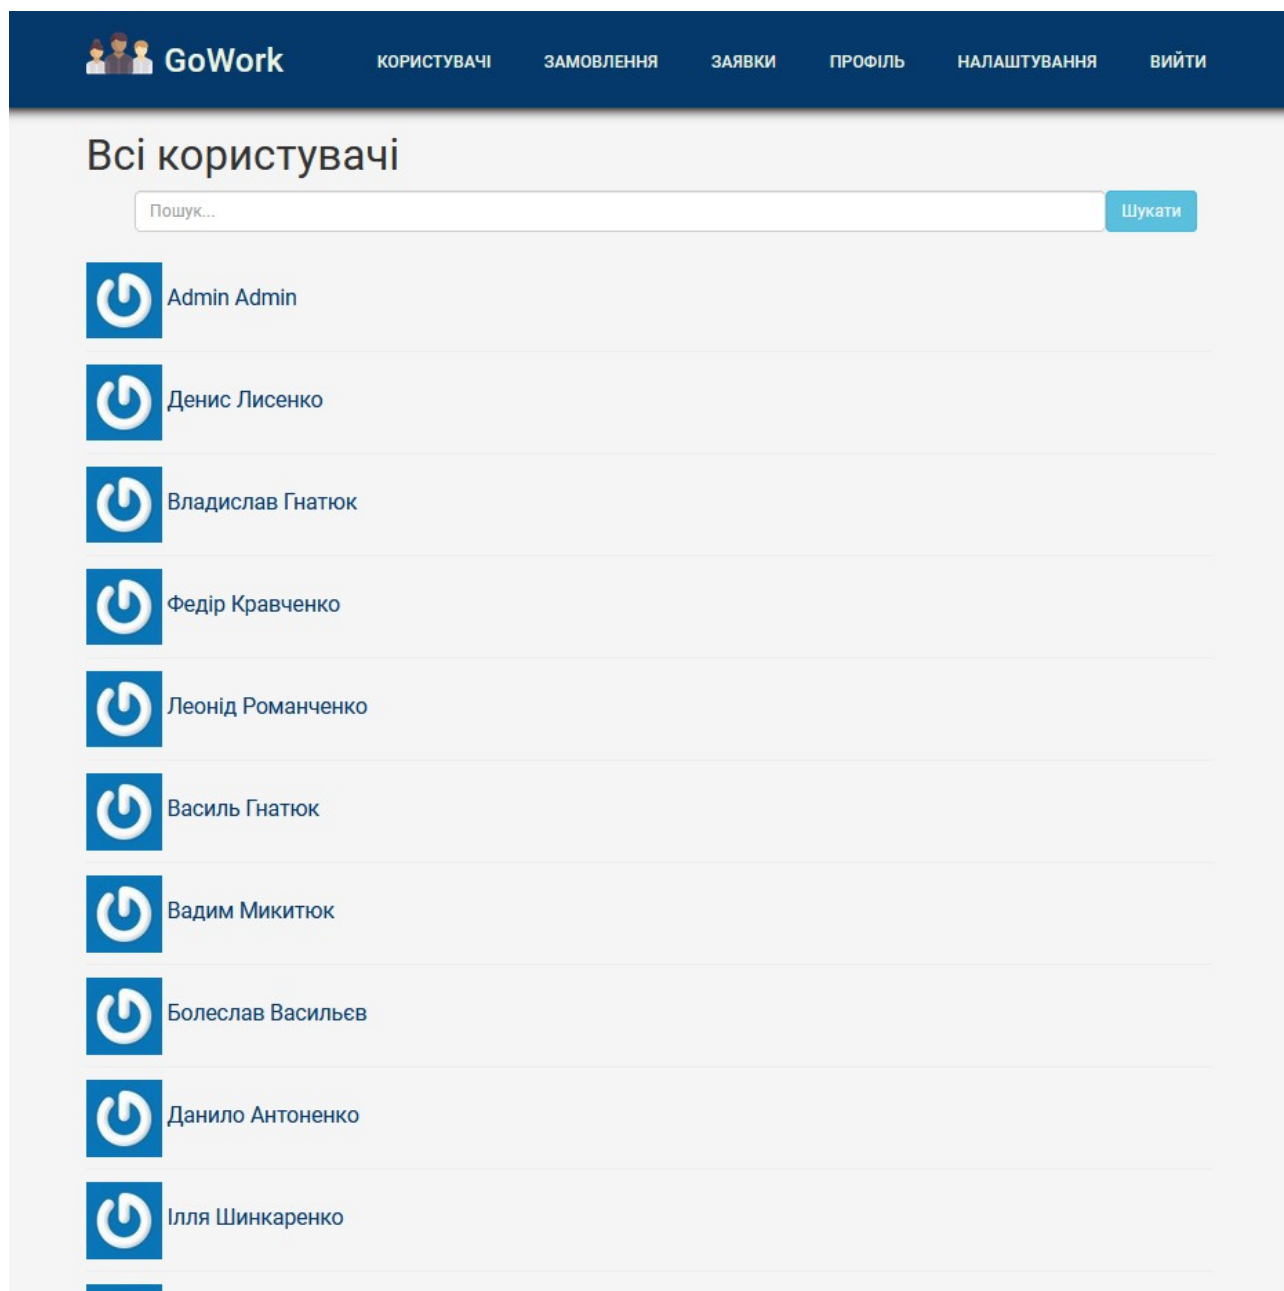 GoWork КОРИСТУВАЧІ ЗАМОВЛЕННЯ ЗАЯВКИ ПРОФІЛЬ НАЛАШТУВАННЯ ВИЙТИ
Всі користувачі
Пошук... Шукати
Admin Admin
Денис Лисенко
Владислав Гнатюк
Федір Кравченко
Леонід Романченко
Василь Гнатюк
Вадим Микитюк
Болеслав Васильєв
Данило Антоненко
Ілля Шинкаренко